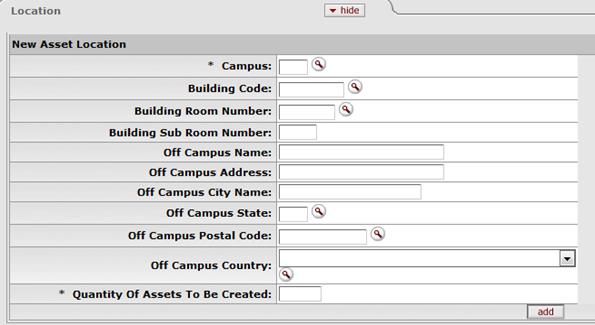 Location
hide
New Asset Location
* Campus:
Building Code:
Building Room Number:
Building Sub Room Number:
Off Campus Name:
Off Campus Address:
Off Campus City Name:
Off Campus State:
Off Campus Postal Code:
Off Campus Country:
* Quantity Of Assets To Be Created:
add